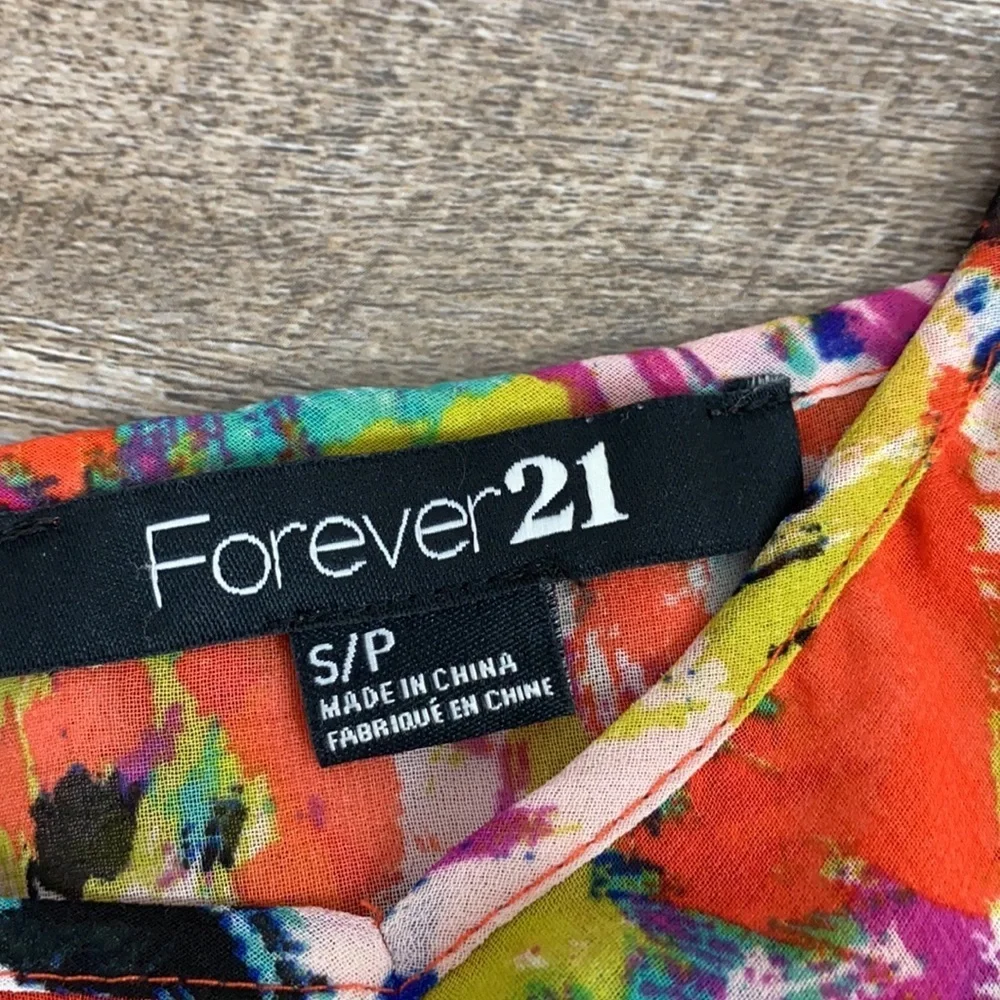 Forever21
S/P
MADE IN CHINA
FABRIQUÉ EN CHINE